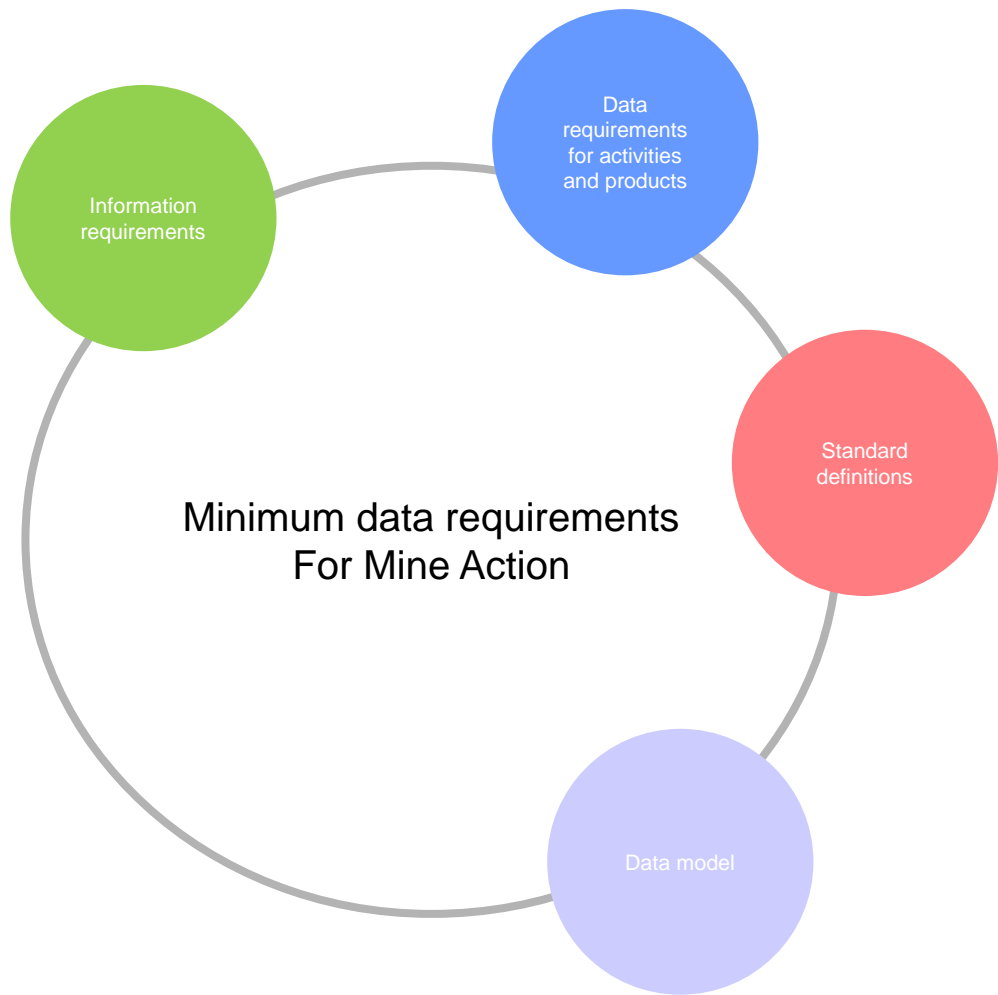 Data
requirements
for activities
and products
Information
requirements
Standard
definitions
Minimum data requirements
For Mine Action
Data model